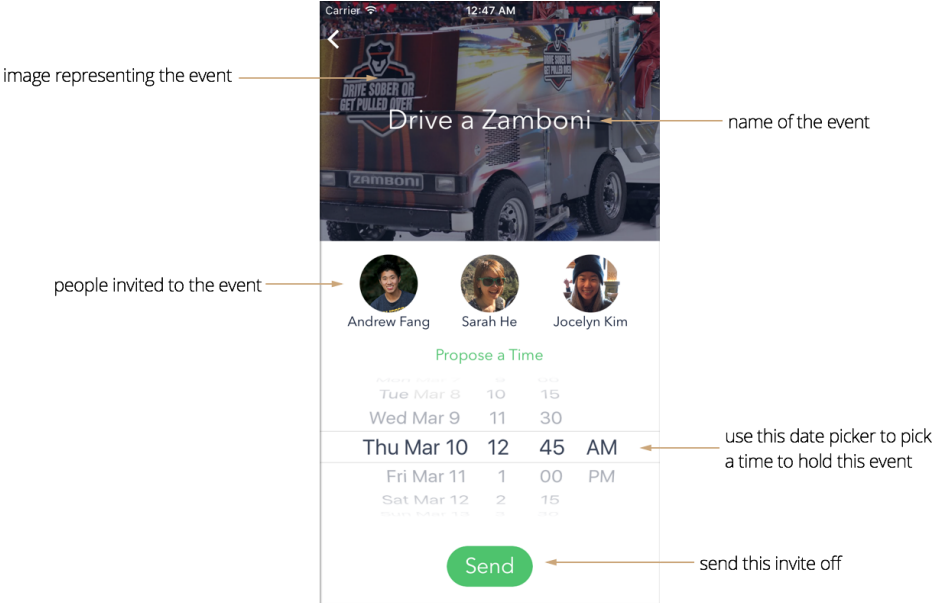 Carrier
12:47 AM
image representing the event
DRIVE SOBER OR
GET PULLED OVER
Drive a Zamboni
name of the event
ZAMBONI
people invited to the event
Andrew Fang
Sarah He
Jocelyn Kim
Propose a Time
Tue Mar 8 10 15
Wed Mar 9 11 30
use this date picker to pick
a time to hold this event
Thu Mar 10 12 45 AM
Fri Mar 11 1 00 PM
Sat Mar 12 2 15
Send
send this invite off